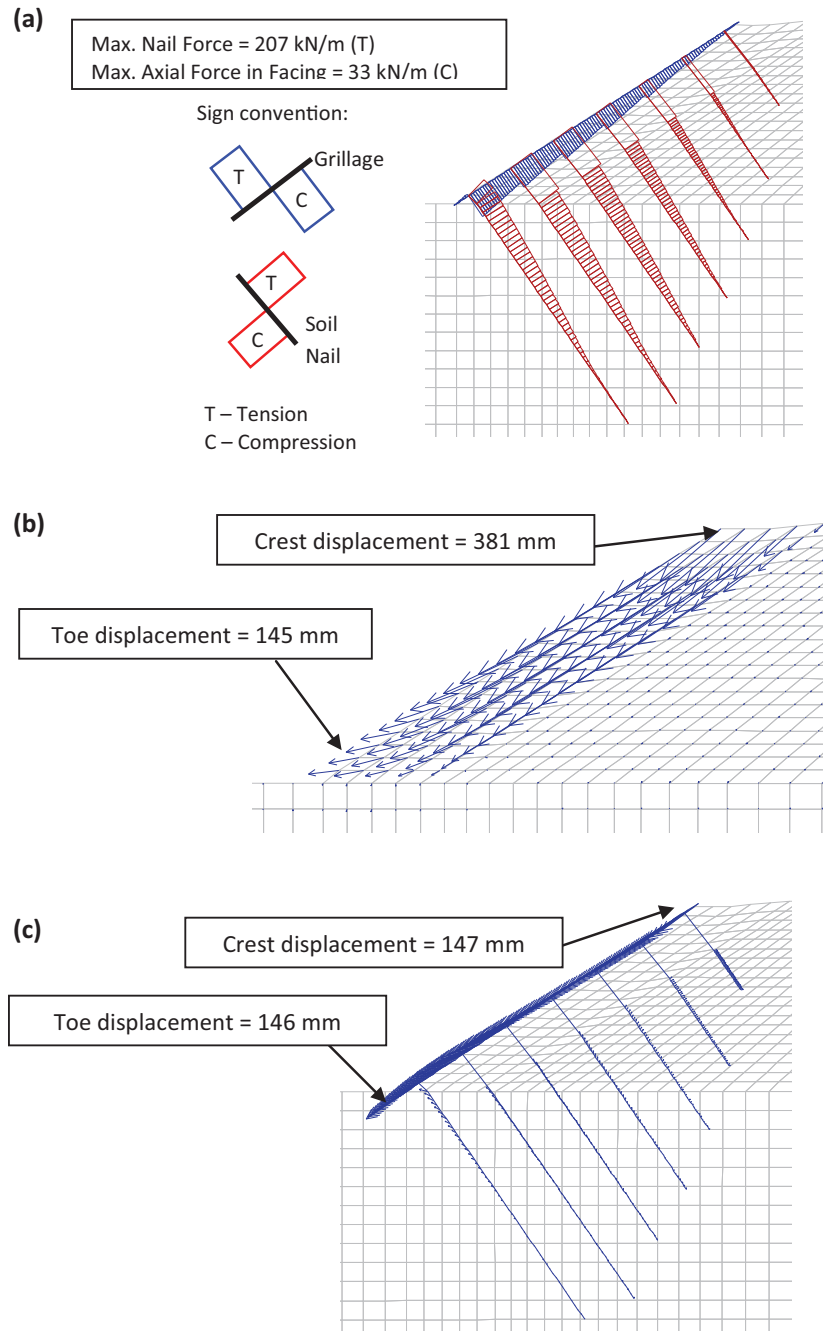 (a)
Max. Nail Force = 207 kN/m (T)
Max. Axial Force in Facing = 33 kN/m (C)
Sign convention:
T
Grillage
C
T
C
Soil
Nail
T – Tension
C – Compression
(b)
Crest displacement = 381 mm
Toe displacement = 145 mm
(c)
Crest displacement = 147 mm
Toe displacement = 146 mm